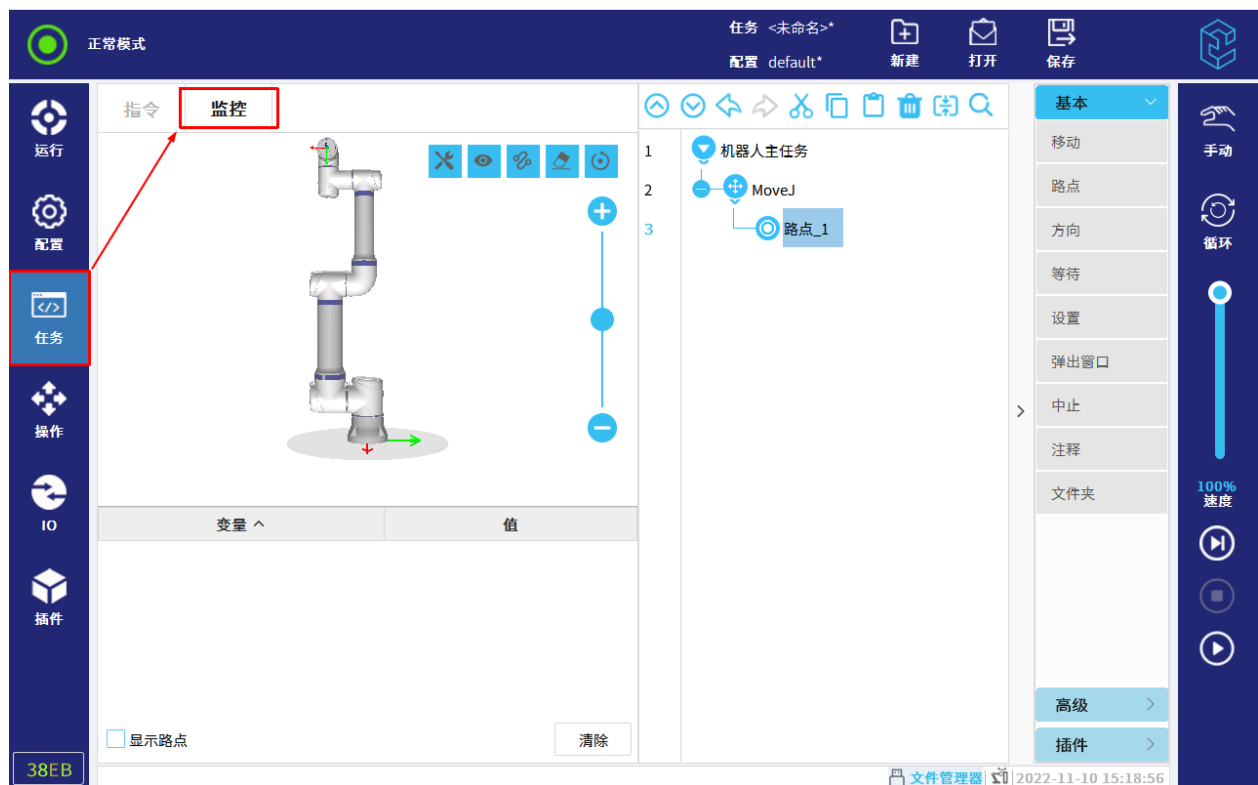 正常模式
任务 <未命名>*
配置 default*
新建
打开
保存
运行
配置
</>
任务
操作
IO
插件
38EB
指令
监控
变量
值
显示路点
清除
1 机器人主任务
2 MoveJ
3 路点_1
基本
移动
路点
方向
等待
设置
弹出窗口
中止
注释
文件夹
高级
插件
手动
循环
100%
速度
文件管理器
2022-11-10 15:18:56